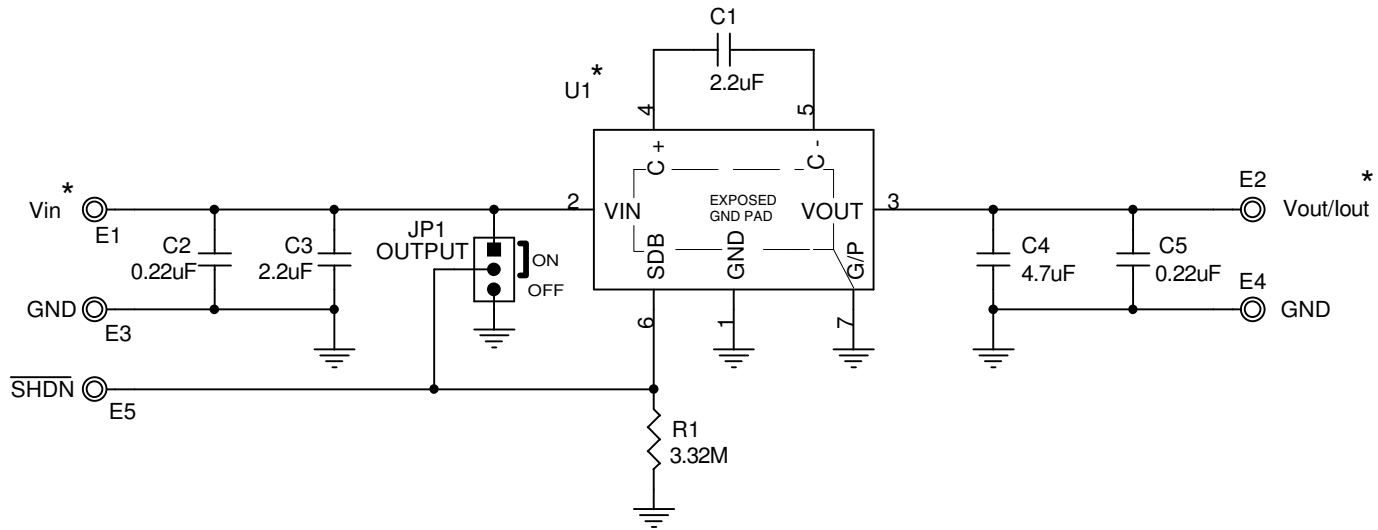 C1
2.2uF
U1 *
4
5
C +
C -
Vin *
E1
2
VIN
EXPOSED
GND PAD
VOUT
3
E2
Vout/Iout *
JP1
OUTPUT
ON
OFF
C2
0.22uF
C3
2.2uF
SDB
GND
G/P
C4
4.7uF
C5
0.22uF
GND
E3
E4
GND
6
1
7
SHDN
E5
R1
3.32M